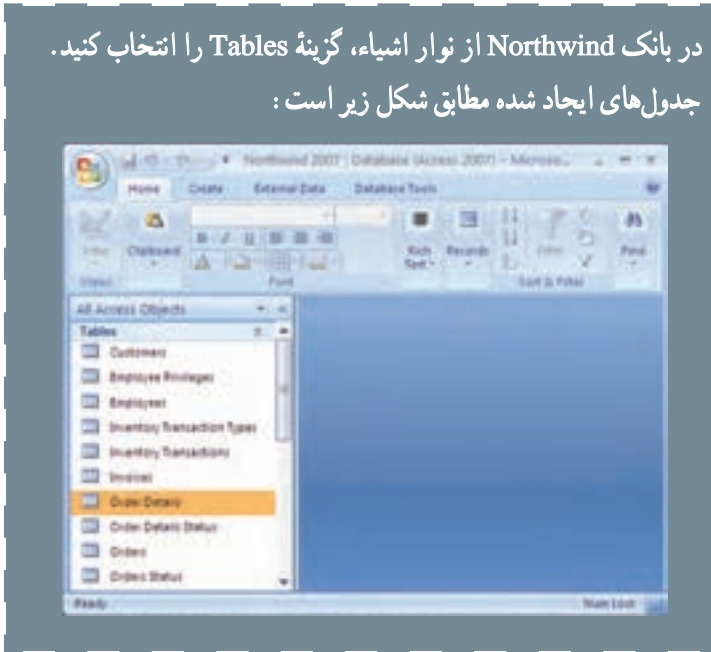 در بانک Northwind از نوار اشیاء، گزینهٔ Tables را انتخاب کنید.
جدول‌های ایجاد شده مطابق شکل زیر است :
Northwind 2007 : Database (Access 2007) - Microso...
Home Create External Data Database Tools
Views Clipboard Rich Text Records Filter Find
Font Sort & Filter
All Access Objects
Tables
Customers
Employee Privileges
Employees
Inventory Transaction Types
Inventory Transactions
Invoices
Order Details
Order Details Status
Orders
Orders Status
Ready Num Lock